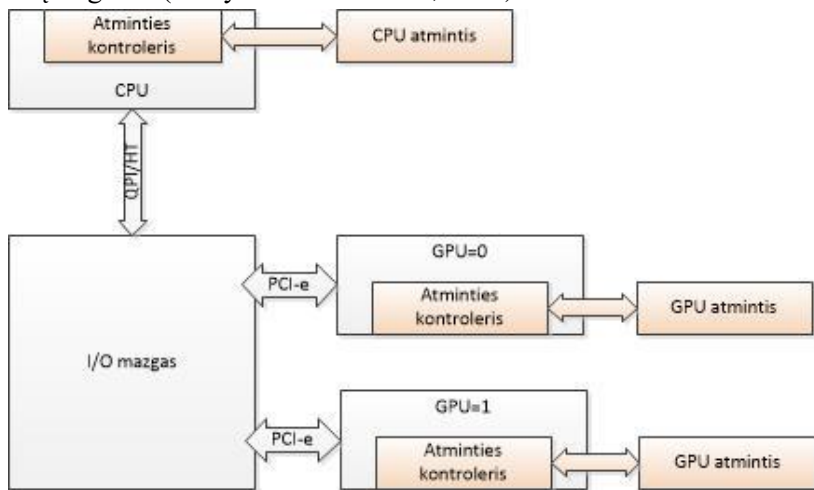 Atminties
kontroleris
CPU atmintis
CPU
QPI/HT
I/O mazgas
PCI-e
GPU=0
Atminties
kontroleris
GPU atmintis
PCI-e
GPU=1
Atminties
kontroleris
GPU atmintis